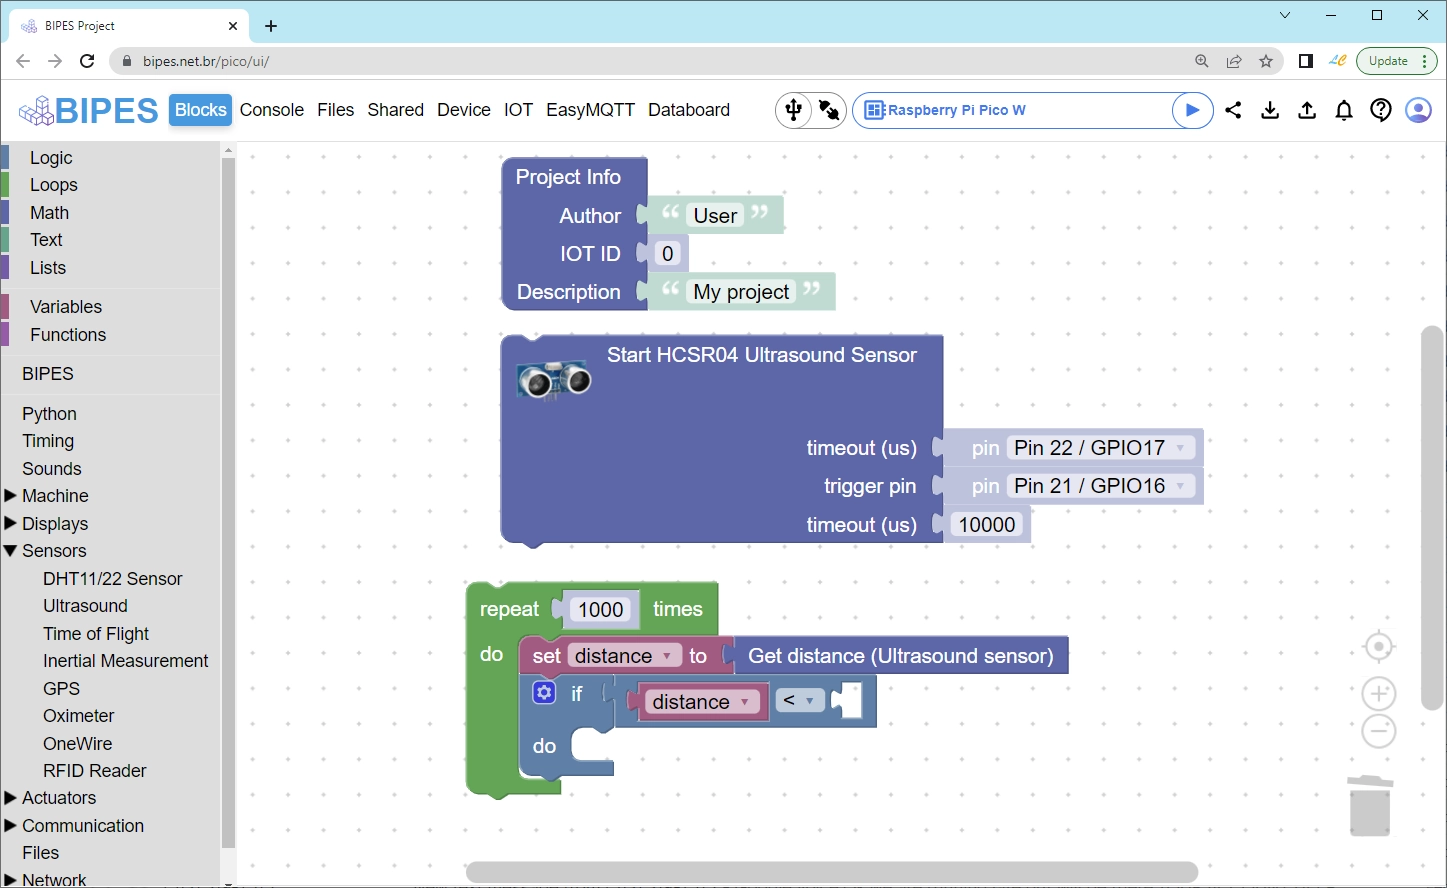 BIPES Project
bipes.net.br/pico/ui/
Update
BIPES Blocks Console Files Shared Device IOT EasyMQTT Databoard Raspberry Pi Pico W
Logic
Loops
Math
Text
Lists
Variables
Functions
BIPES
Python
Timing
Sounds
Machine
Displays
Sensors
DHT11/22 Sensor
Ultrasound
Time of Flight
Inertial Measurement
GPS
Oximeter
OneWire
RFID Reader
Actuators
Communication
Files
Network
Project Info
Author “ User ”
IOT ID 0
Description “ My project ”
Start HCSR04 Ultrasound Sensor
timeout (us) pin Pin 22 / GPIO17
trigger pin pin Pin 21 / GPIO16
timeout (us) 10000
repeat 1000 times
do set distance to Get distance (Ultrasound sensor)
if distance <
do